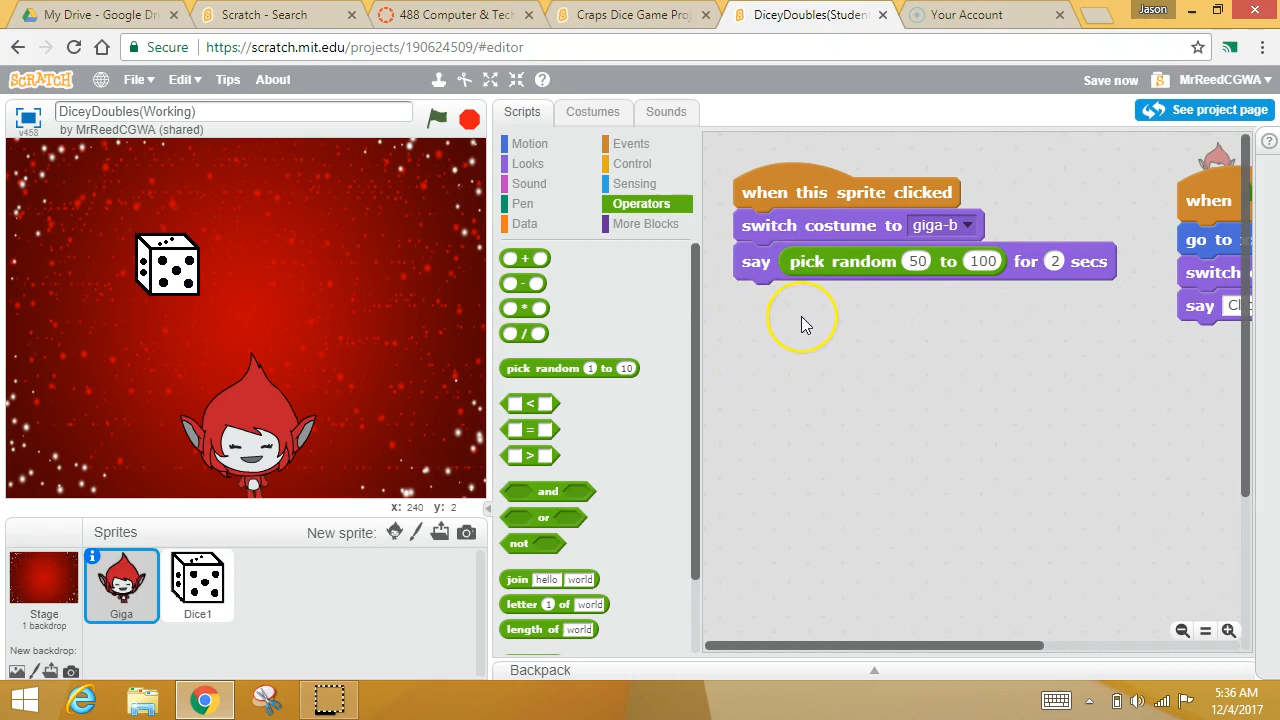 Jason
My Drive - Google Dr
Scratch - Search
488 Computer & Tech
Craps Dice Game Proj
DiceyDoubles(Student
Your Account
Secure
https://scratch.mit.edu/projects/190624509/#editor
SCRATCH
File
Edit
Tips
About
Save now
MrReedCGWA
DiceyDoubles(Working)
v458
by MrReedCGWA (shared)
Scripts
Costumes
Sounds
See project page
Motion
Events
Looks
Control
Sound
Sensing
Pen
Operators
Data
More Blocks
when this sprite clicked
switch costume to giga-b
say pick random 50 to 100 for 2 secs
when
go to
switch
say Cl
+
-
*
/
pick random 1 to 10
<
=
>
and
or
not
join hello world
letter 1 of world
length of world
x: 240 y: 2
Sprites
New sprite:
Stage
1 backdrop
Giga
Dice1
New backdrop:
Backpack
5:36 AM
12/4/2017